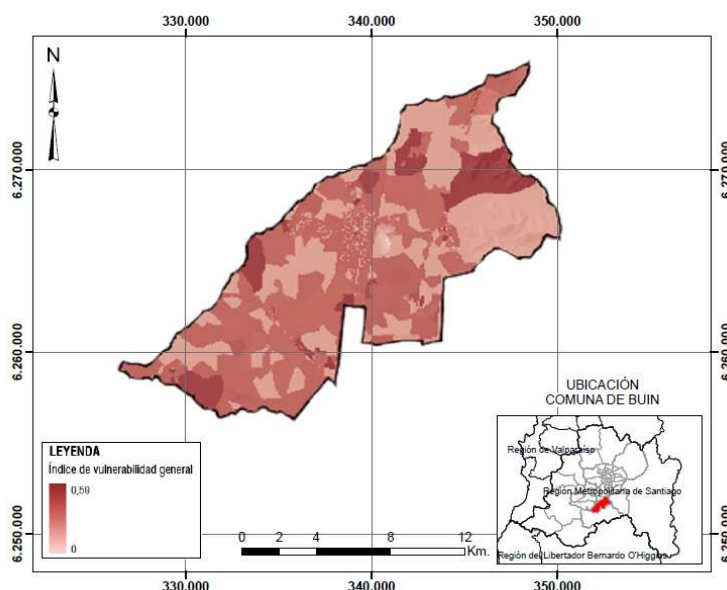 330.000
340.000
350.000
N
6.270.000
6.270.000
6.260.000
6.260.000
6.250.000
6.250.000
UBICACIÓN
COMUNA DE BUIN
Región de Valparaíso
Región Metropolitana de Santiago
Región del Libertador Bernardo O'Higgins
LEYENDA
Índice de vulnerabilidad general
0,59
0
0 2 4 8 12
Km.
330.000
340.000
350.000